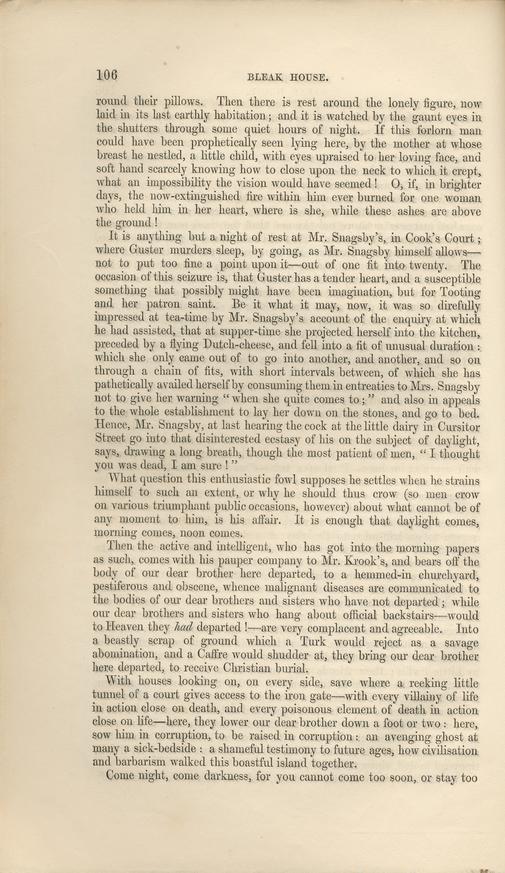 106 BLEAK HOUSE.
round their pillows. Then there is rest around the lonely figure, now
laid in its last earthly habitation; and it is watched by the gaunt eyes in
the shutters through some quiet hours of night. If this forlorn man
could have been prophetically seen lying here, by the mother at whose
breast he nestled, a little child, with eyes upraised to her loving face, and
soft hand scarcely knowing how to close upon the neck to which it crept,
what an impossibility the vision would have seemed! O, if, in brighter
days, the now-extinguished fire within him ever burned for one woman
who held him in her heart, where is she, while these ashes are above
the ground!
It is anything but a night of rest at Mr. Snagsby's, in Cook's Court;
where Guster murders sleep, by going, as Mr. Snagsby himself allows—
not to put too fine a point upon it—out of one fit into twenty. The
occasion of this seizure is, that Guster has a tender heart, and a susceptible
something that possibly might have been imagination, but for Tooting
and her patron saint. Be it what it may, now, it was so direfully
impressed at tea-time by Mr. Snagsby's account of the enquiry at which
he had assisted, that at supper-time she projected herself into the kitchen,
preceded by a flying Dutch-cheese, and fell into a fit of unusual duration:
which she only came out of to go into another, and another, and so on
through a chain of fits, with short intervals between, of which she has
pathetically availed herself by consuming them in entreaties to Mrs. Snagsby
not to give her warning "when she quite comes to;" and also in appeals
to the whole establishment to lay her down on the stones, and go to bed.
Hence, Mr. Snagsby, at last hearing the cock at the little dairy in Cursitor
Street go into that disinterested ecstasy of his on the subject of daylight,
says, drawing a long breath, though the most patient of men, "I thought
you was dead, I am sure!"
What question this enthusiastic fowl supposes he settles when he strains
himself to such an extent, or why he should thus crow (so men crow
on various triumphant public occasions, however) about what cannot be of
any moment to him, is his affair. It is enough that daylight comes,
morning comes, noon comes.
Then the active and intelligent, who has got into the morning papers
as such, comes with his pauper company to Mr. Krook's, and bears off the
body of our dear brother here departed, to a hemmed-in churchyard,
pestiferous and obscene, whence malignant diseases are communicated to
the bodies of our dear brothers and sisters who have not departed; while
our dear brothers and sisters who hang about official backstairs—would
to Heaven they had departed!—are very complacent and agreeable. Into
a beastly scrap of ground which a Turk would reject as a savage
abomination, and a Caffre would shudder at, they bring our dear brother
here departed, to receive Christian burial.
With houses looking on, on every side, save where a reeking little
tunnel of a court gives access to the iron gate—with every villainy of life
in action close on death, and every poisonous element of death in action
close on life—here, they lower our dear brother down a foot or two: here,
sow him in corruption, to be raised in corruption: an avenging ghost at
many a sick-bedside: a shameful testimony to future ages, how civilisation
and barbarism walked this boastful island together.
Come night, come darkness, for you cannot come too soon, or stay too